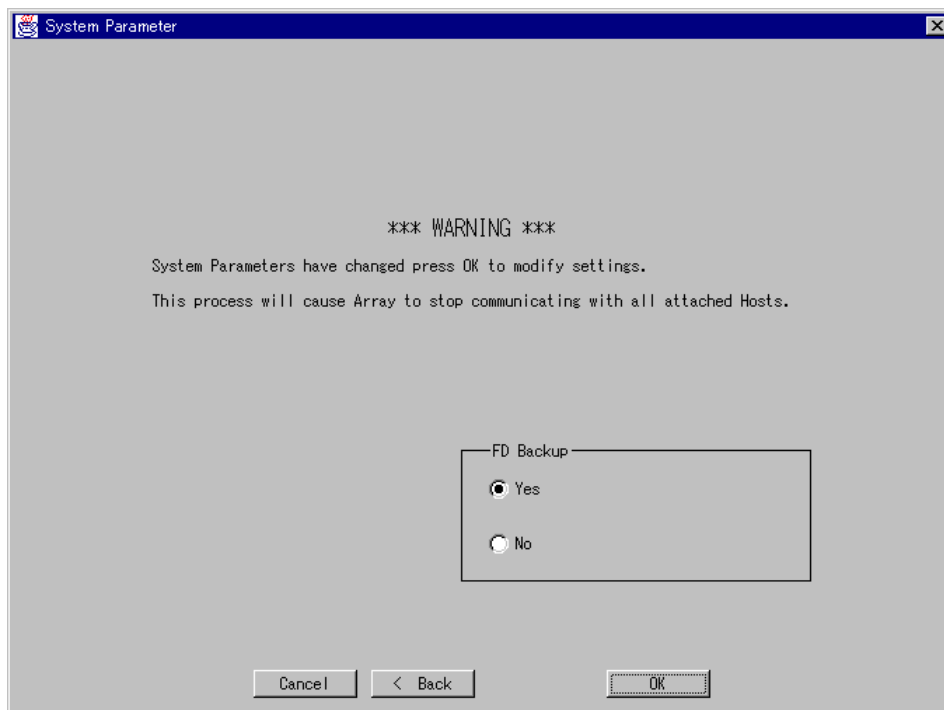 System Parameter
*** WARNING ***
System Parameters have changed press OK to modify settings.
This process will cause Array to stop communicating with all attached Hosts.
FD Backup
Yes
No
Cancel
< Back
OK